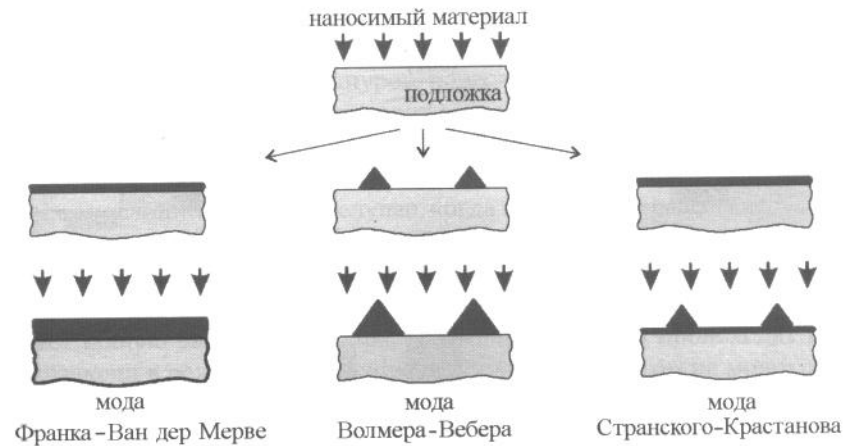 наносимый материал
подложка
мода
Франка-Ван дер Мерве
мода
Волмера-Вебера
мода
Странского-Крастанова